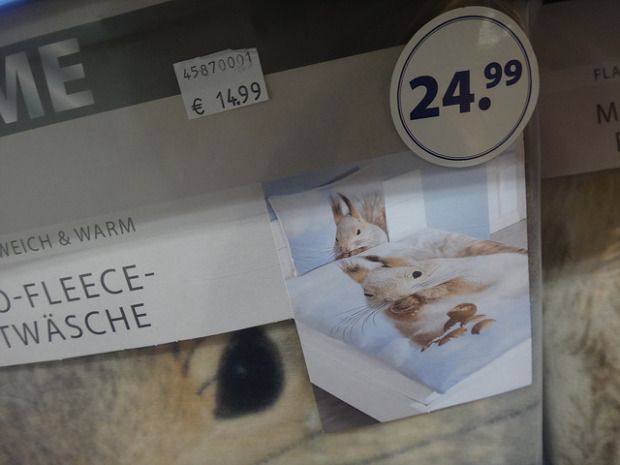 ME
45870001
€ 14.99
24.99
FLA
M
WEICH & WARM
O-FLEECE-
TWÄSCHE